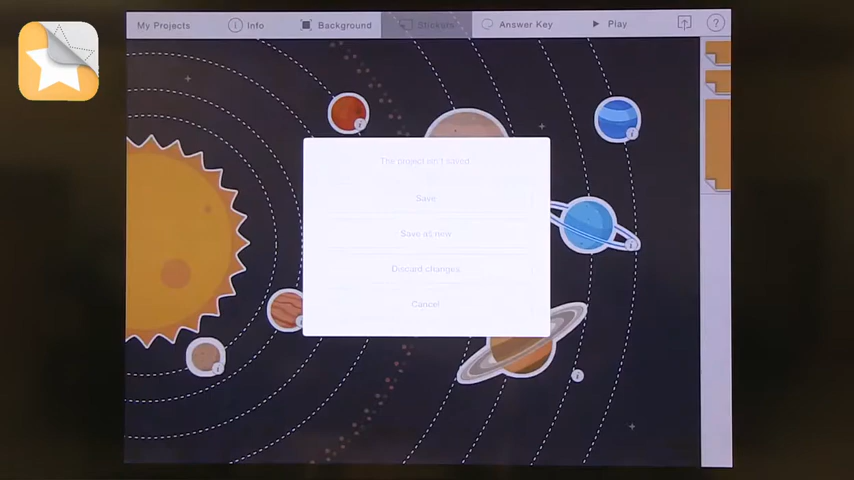 My Projects
Info
Background
Stickers
Answer Key
Play
?
The project isn't saved
Save
Save as new
Discard changes
Cancel